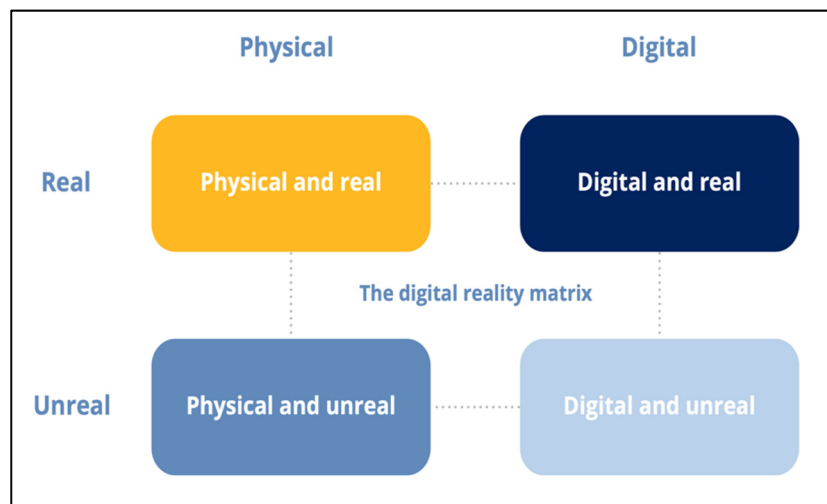 Physical
Digital
Real
Physical and real
Digital and real
The digital reality matrix
Unreal
Physical and unreal
Digital and unreal